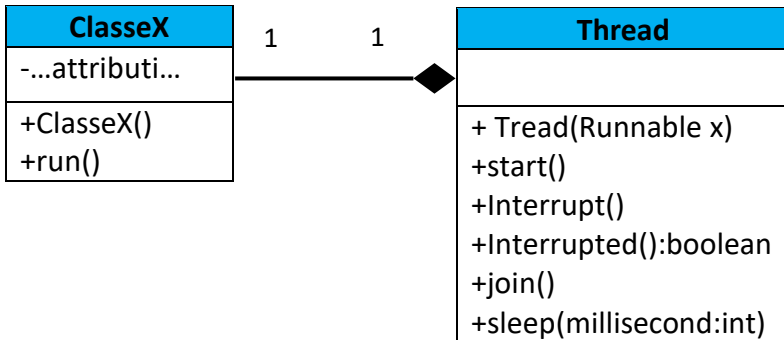 ClasseX
-...attributi...
+ClasseX()
+run()
1 1
Thread
+ Tread(Runnable x)
+start()
+Interrupt()
+Interrupted():boolean
+join()
+sleep(millisecond:int)